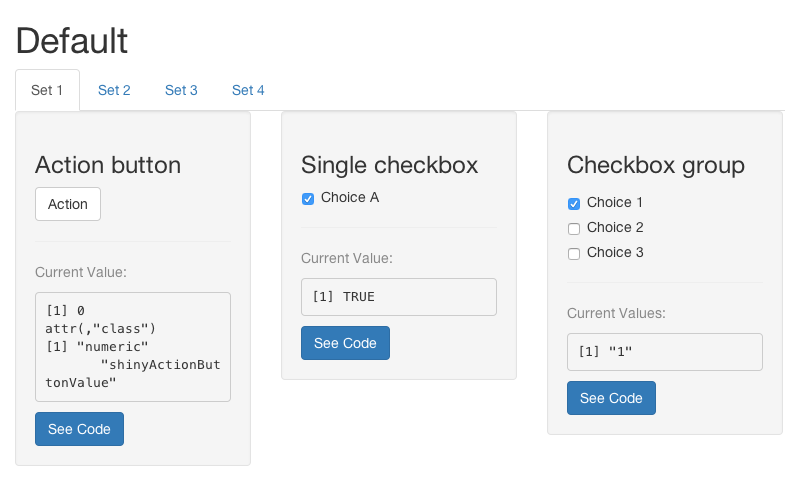 Default
Set 1
Set 2
Set 3
Set 4
Action button
Action
Current Value:
[1] 0
attr(,"class")
[1] "numeric"
"shinyActionBut
tonValue"
See Code
Single checkbox
Choice A
Current Value:
[1] TRUE
See Code
Checkbox group
Choice 1
Choice 2
Choice 3
Current Values:
[1] "1"
See Code